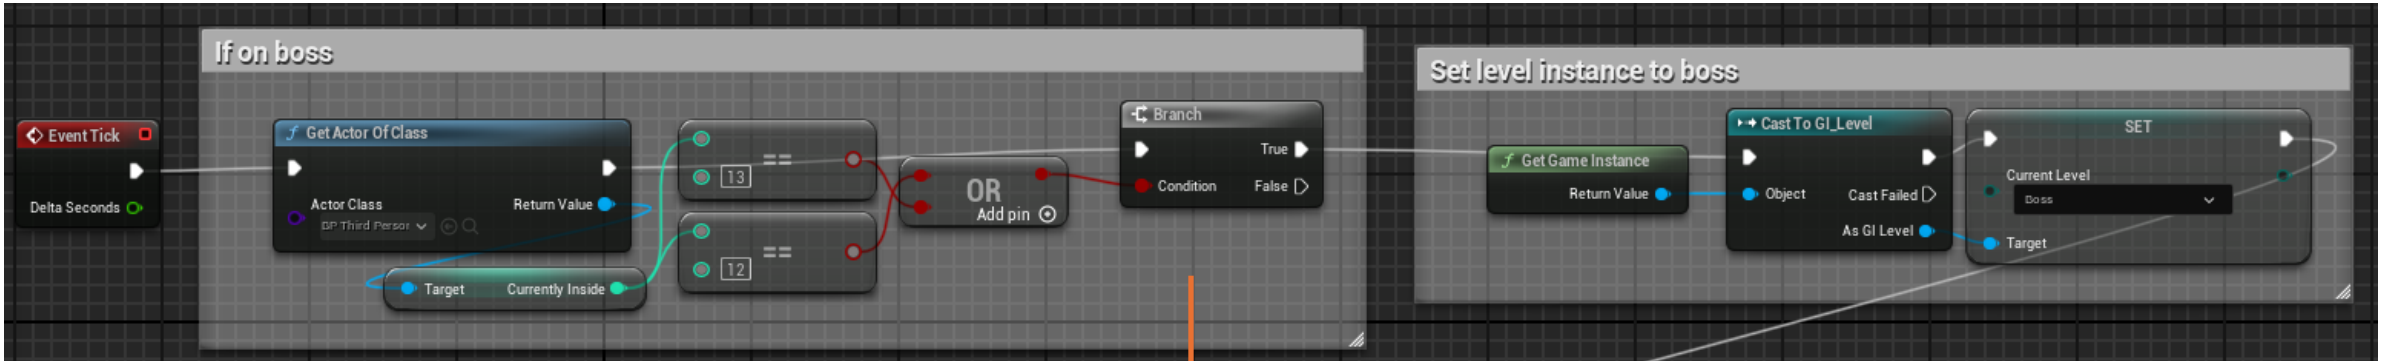 If on boss
Set level instance to boss
Event Tick
Delta Seconds
Get Actor Of Class
Actor Class
BP Third Person
Return Value
Target
Currently Inside
==
13
==
12
OR
Add pin
Branch
True
Condition
False
Get Game Instance
Return Value
Cast To GI_Level
Object
Cast Failed
As GI Level
SET
Current Level
Boss
Target